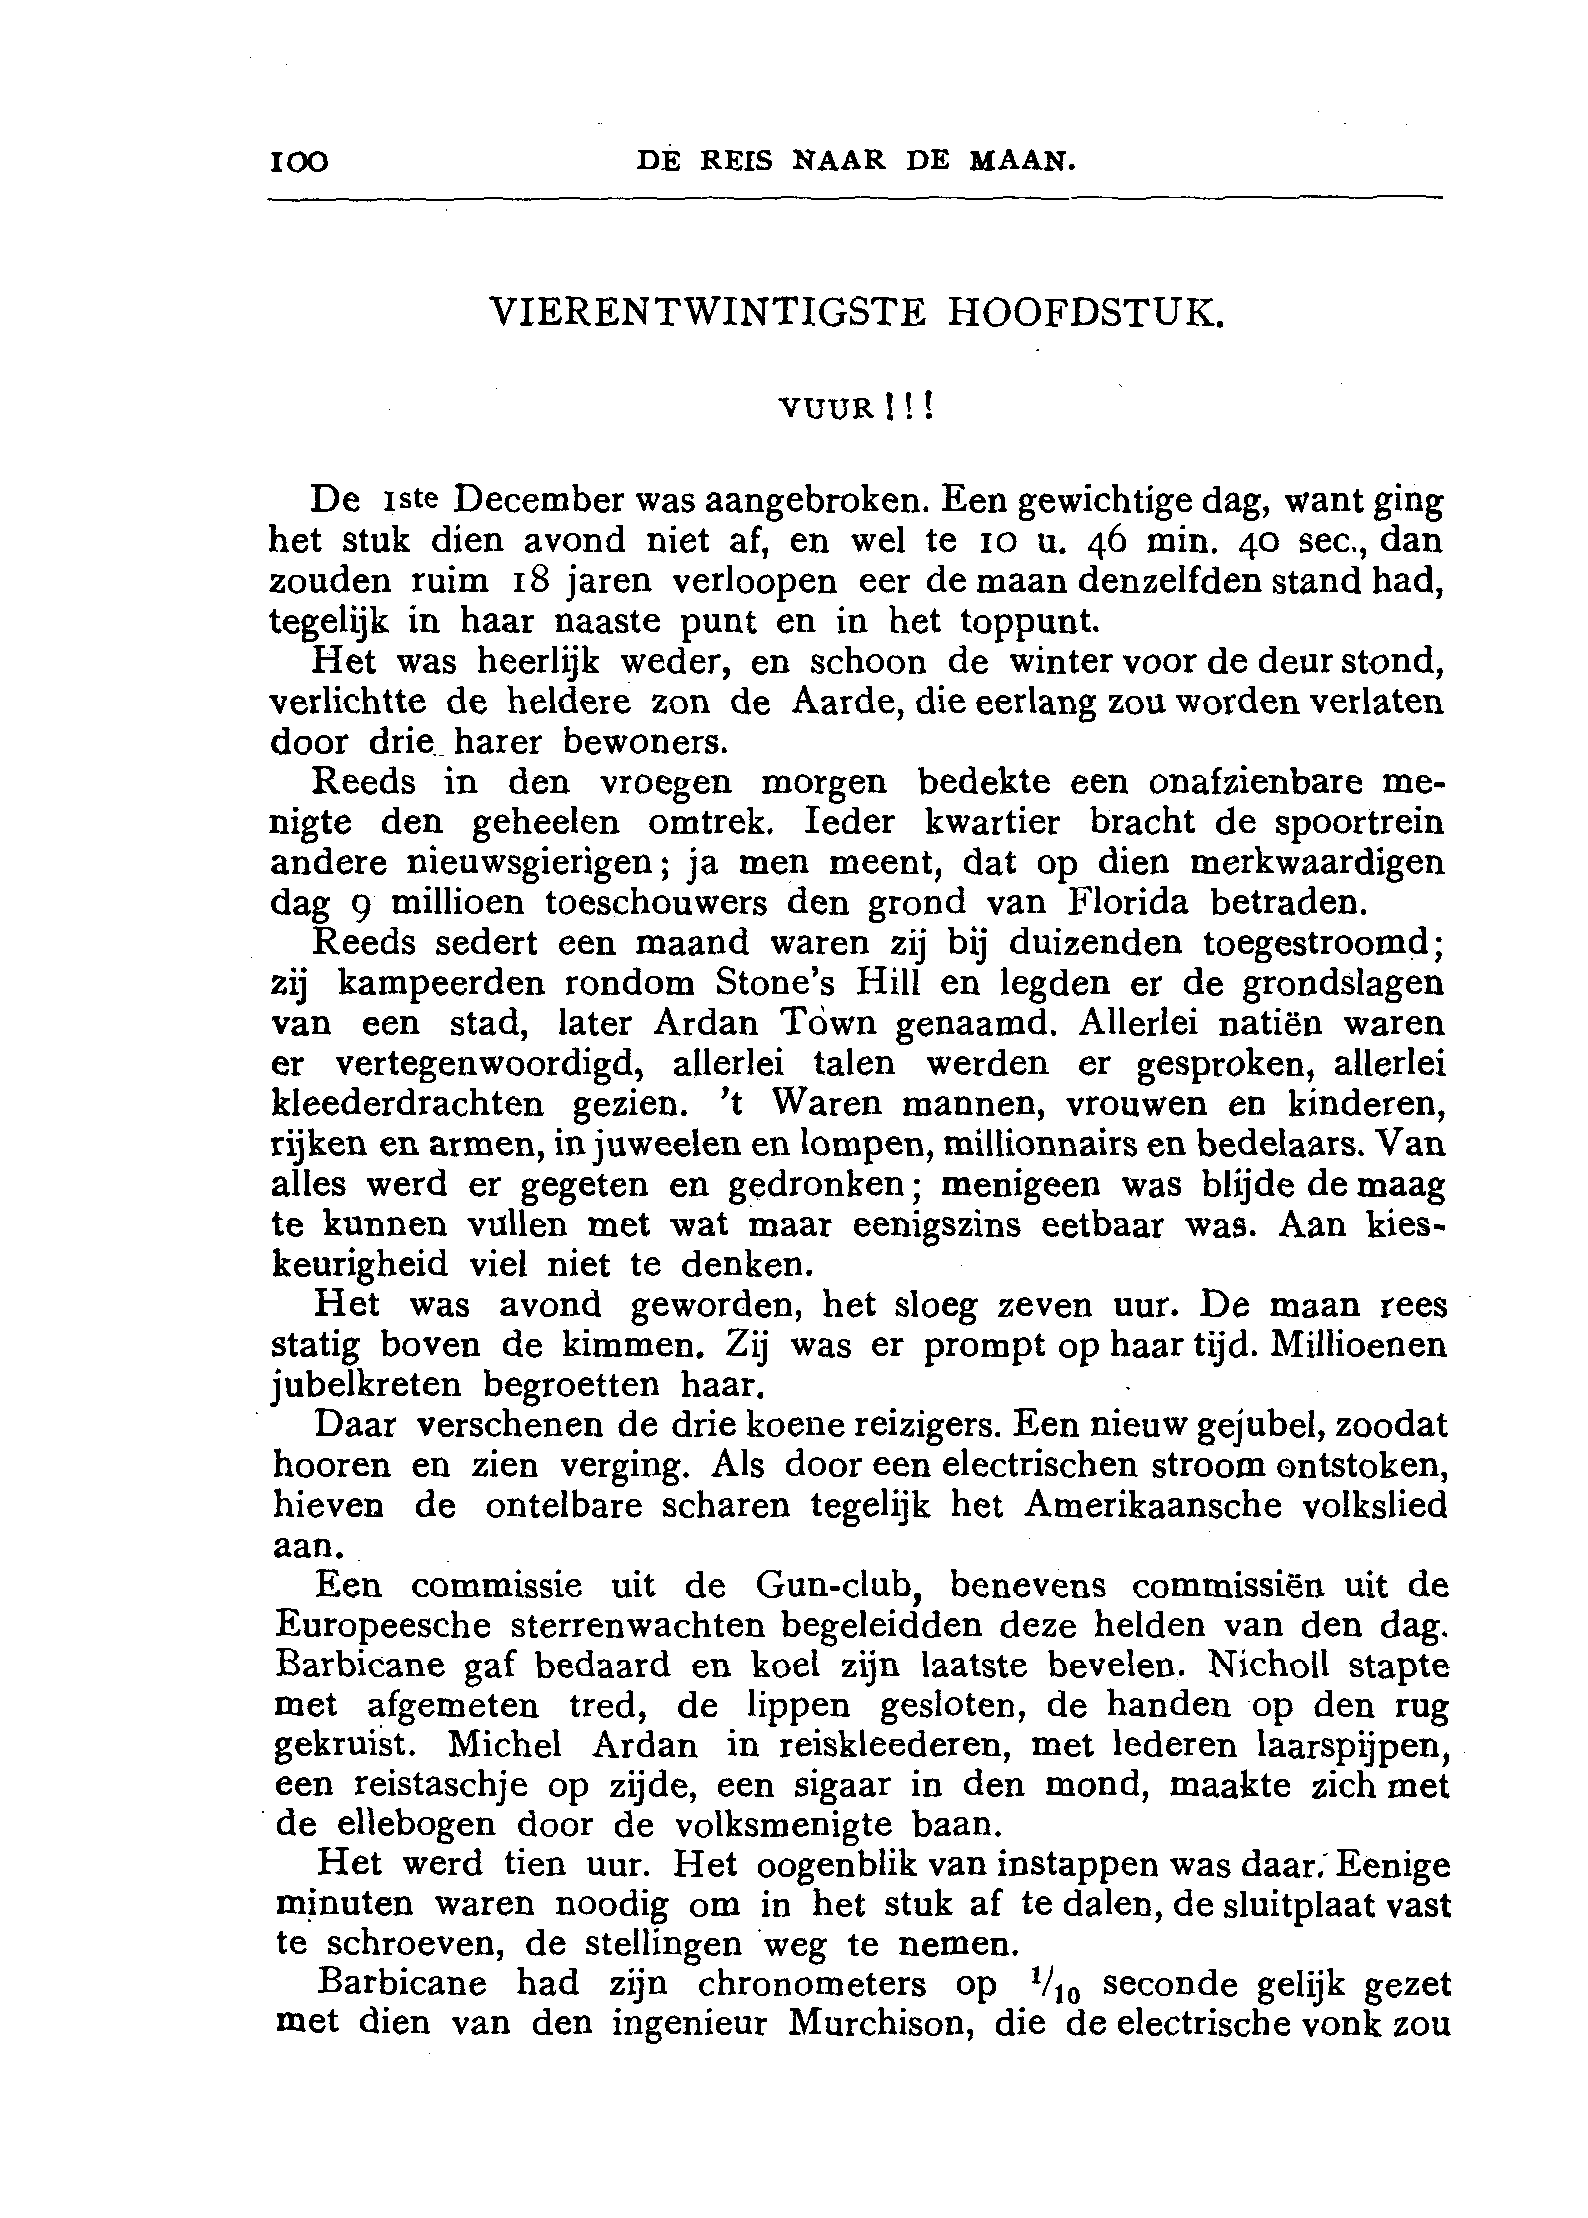 100 DE REIS NAAR DE MAAN.
VIERENTWINTIGSTE HOOFDSTUK.
VUUR!!!
De 1ste December was aangebroken. Een gewichtige dag, want ging
het stuk dien avond niet af, en wel te 10 u. 46 min. 40 sec., dan
zouden ruim 18 jaren verloopen eer de maan denzelfden stand had,
tegelijk in haar naaste punt en in het toppunt.
Het was heerlijk weder, en schoon de winter voor de deur stond,
verlichtte de heldere zon de Aarde, die eerlang zou worden verlaten
door drie harer bewoners.
Reeds in den vroegen morgen bedekte een onafzienbare me-
nigte den geheelen omtrek. Ieder kwartier bracht de spoortrein
andere nieuwsgierigen; ja men meent, dat op dien merkwaardigen
dag 9 millioen toeschouwers den grond van Florida betraden.
Reeds sedert een maand waren zij bij duizenden toegestroomd;
zij kampeerden rondom Stone's Hill en legden er de grondslagen
van een stad, later Ardan Town genaamd. Allerlei natiën waren
er vertegenwoordigd, allerlei talen werden er gesproken, allerlei
kleederdrachten gezien. 't Waren mannen, vrouwen en kinderen,
rijken en armen, in juweelen en lompen, millionnairs en bedelaars. Van
alles werd er gegeten en gedronken; menigeen was blijde de maag
te kunnen vullen met wat maar eenigszins eetbaar was. Aan kies-
keurigheid viel niet te denken.
Het was avond geworden, het sloeg zeven uur. De maan rees
statig boven de kimmen. Zij was er prompt op haar tijd. Millioenen
jubelkreten begroetten haar.
Daar verschenen de drie koene reizigers. Een nieuw gejubel, zoodat
hooren en zien verging. Als door een electrischen stroom ontstoken,
hieven de ontelbare scharen tegelijk het Amerikaansche volkslied
aan.
Een commissie uit de Gun-club, benevens commissiën uit de
Europeesche sterrenwachten begeleidden deze helden van den dag.
Barbicane gaf bedaard en koel zijn laatste bevelen. Nicholl stapte
met afgemeten tred, de lippen gesloten, de handen op den rug
gekruist. Michel Ardan in reiskleederen, met lederen laarspijpen,
een reistaschje op zijde, een sigaar in den mond, maakte zich met
de ellebogen door de volksmenigte baan.
Het werd tien uur. Het oogenblik van instappen was daar. Eenige
minuten waren noodig om in het stuk af te dalen, de sluitplaat vast
te schroeven, de stellingen weg te nemen.
Barbicane had zijn chronometers op 1/10 seconde gelijk gezet
met dien van den ingenieur Murchison, die de electrische vonk zou